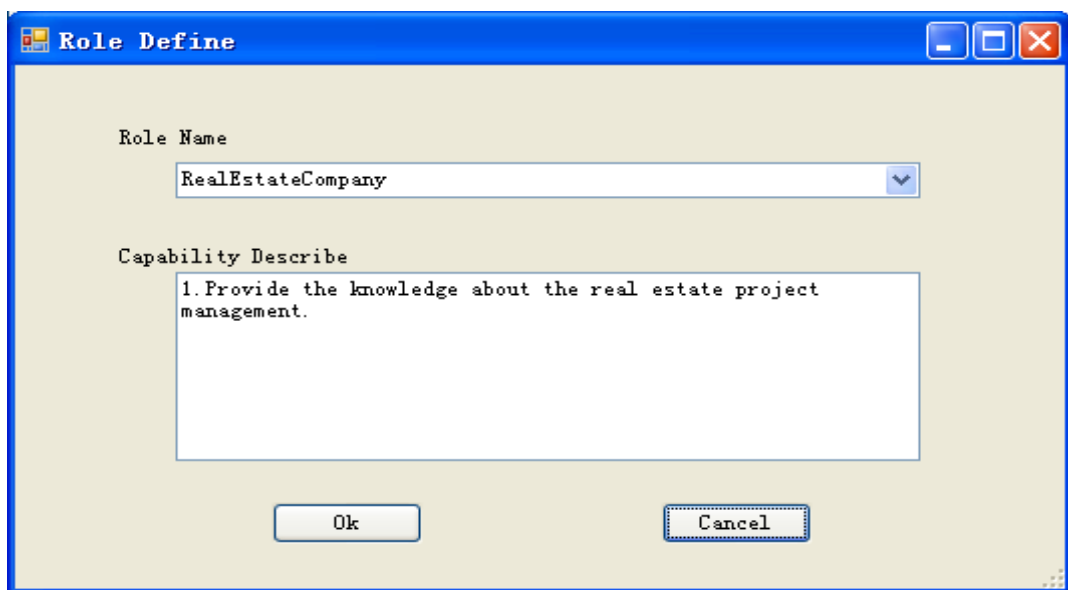 Role Define
Role Name
RealEstateCompany
Capability Describe
1.Provide the knowledge about the real estate project
management.
Ok
Cancel